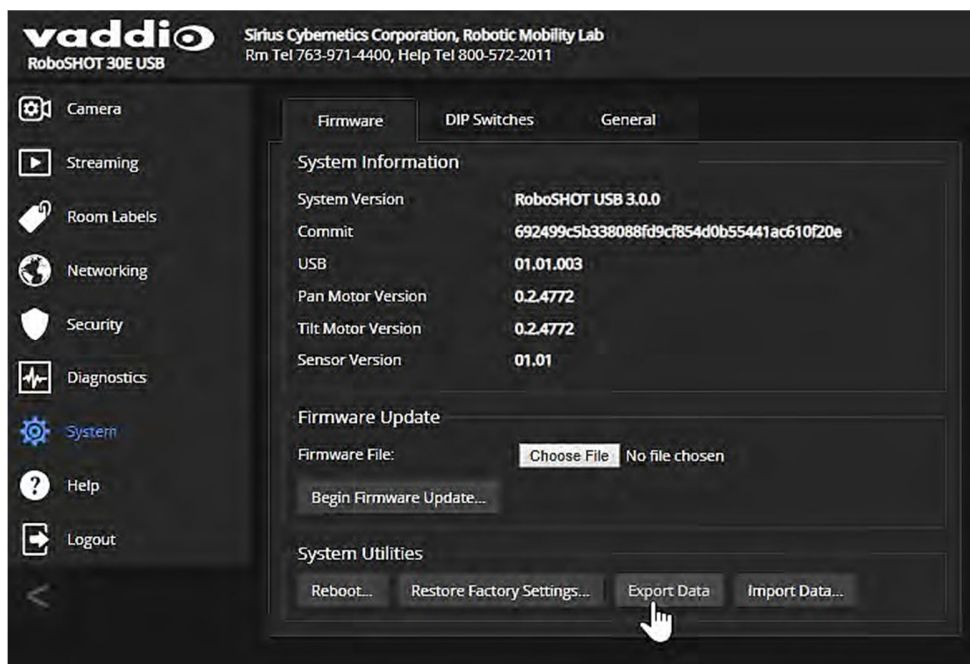 vaddio
RoboSHOT 30E USB
Sirius Cybernetics Corporation, Robotic Mobility Lab
Rm Tel 763-971-4400, Help Tel 800-572-2011
Camera
Streaming
Room Labels
Networking
Security
Diagnostics
System
Help
Logout
Firmware DIP Switches General
System Information
System Version RoboSHOT USB 3.0.0
Commit 692499c5b338088fd9cf854d0b55441ac610f20e
USB 01.01.003
Pan Motor Version 0.2.4772
Tilt Motor Version 0.2.4772
Sensor Version 01.01
Firmware Update
Firmware File: Choose File No file chosen
Begin Firmware Update...
System Utilities
Reboot... Restore Factory Settings... Export Data Import Data...